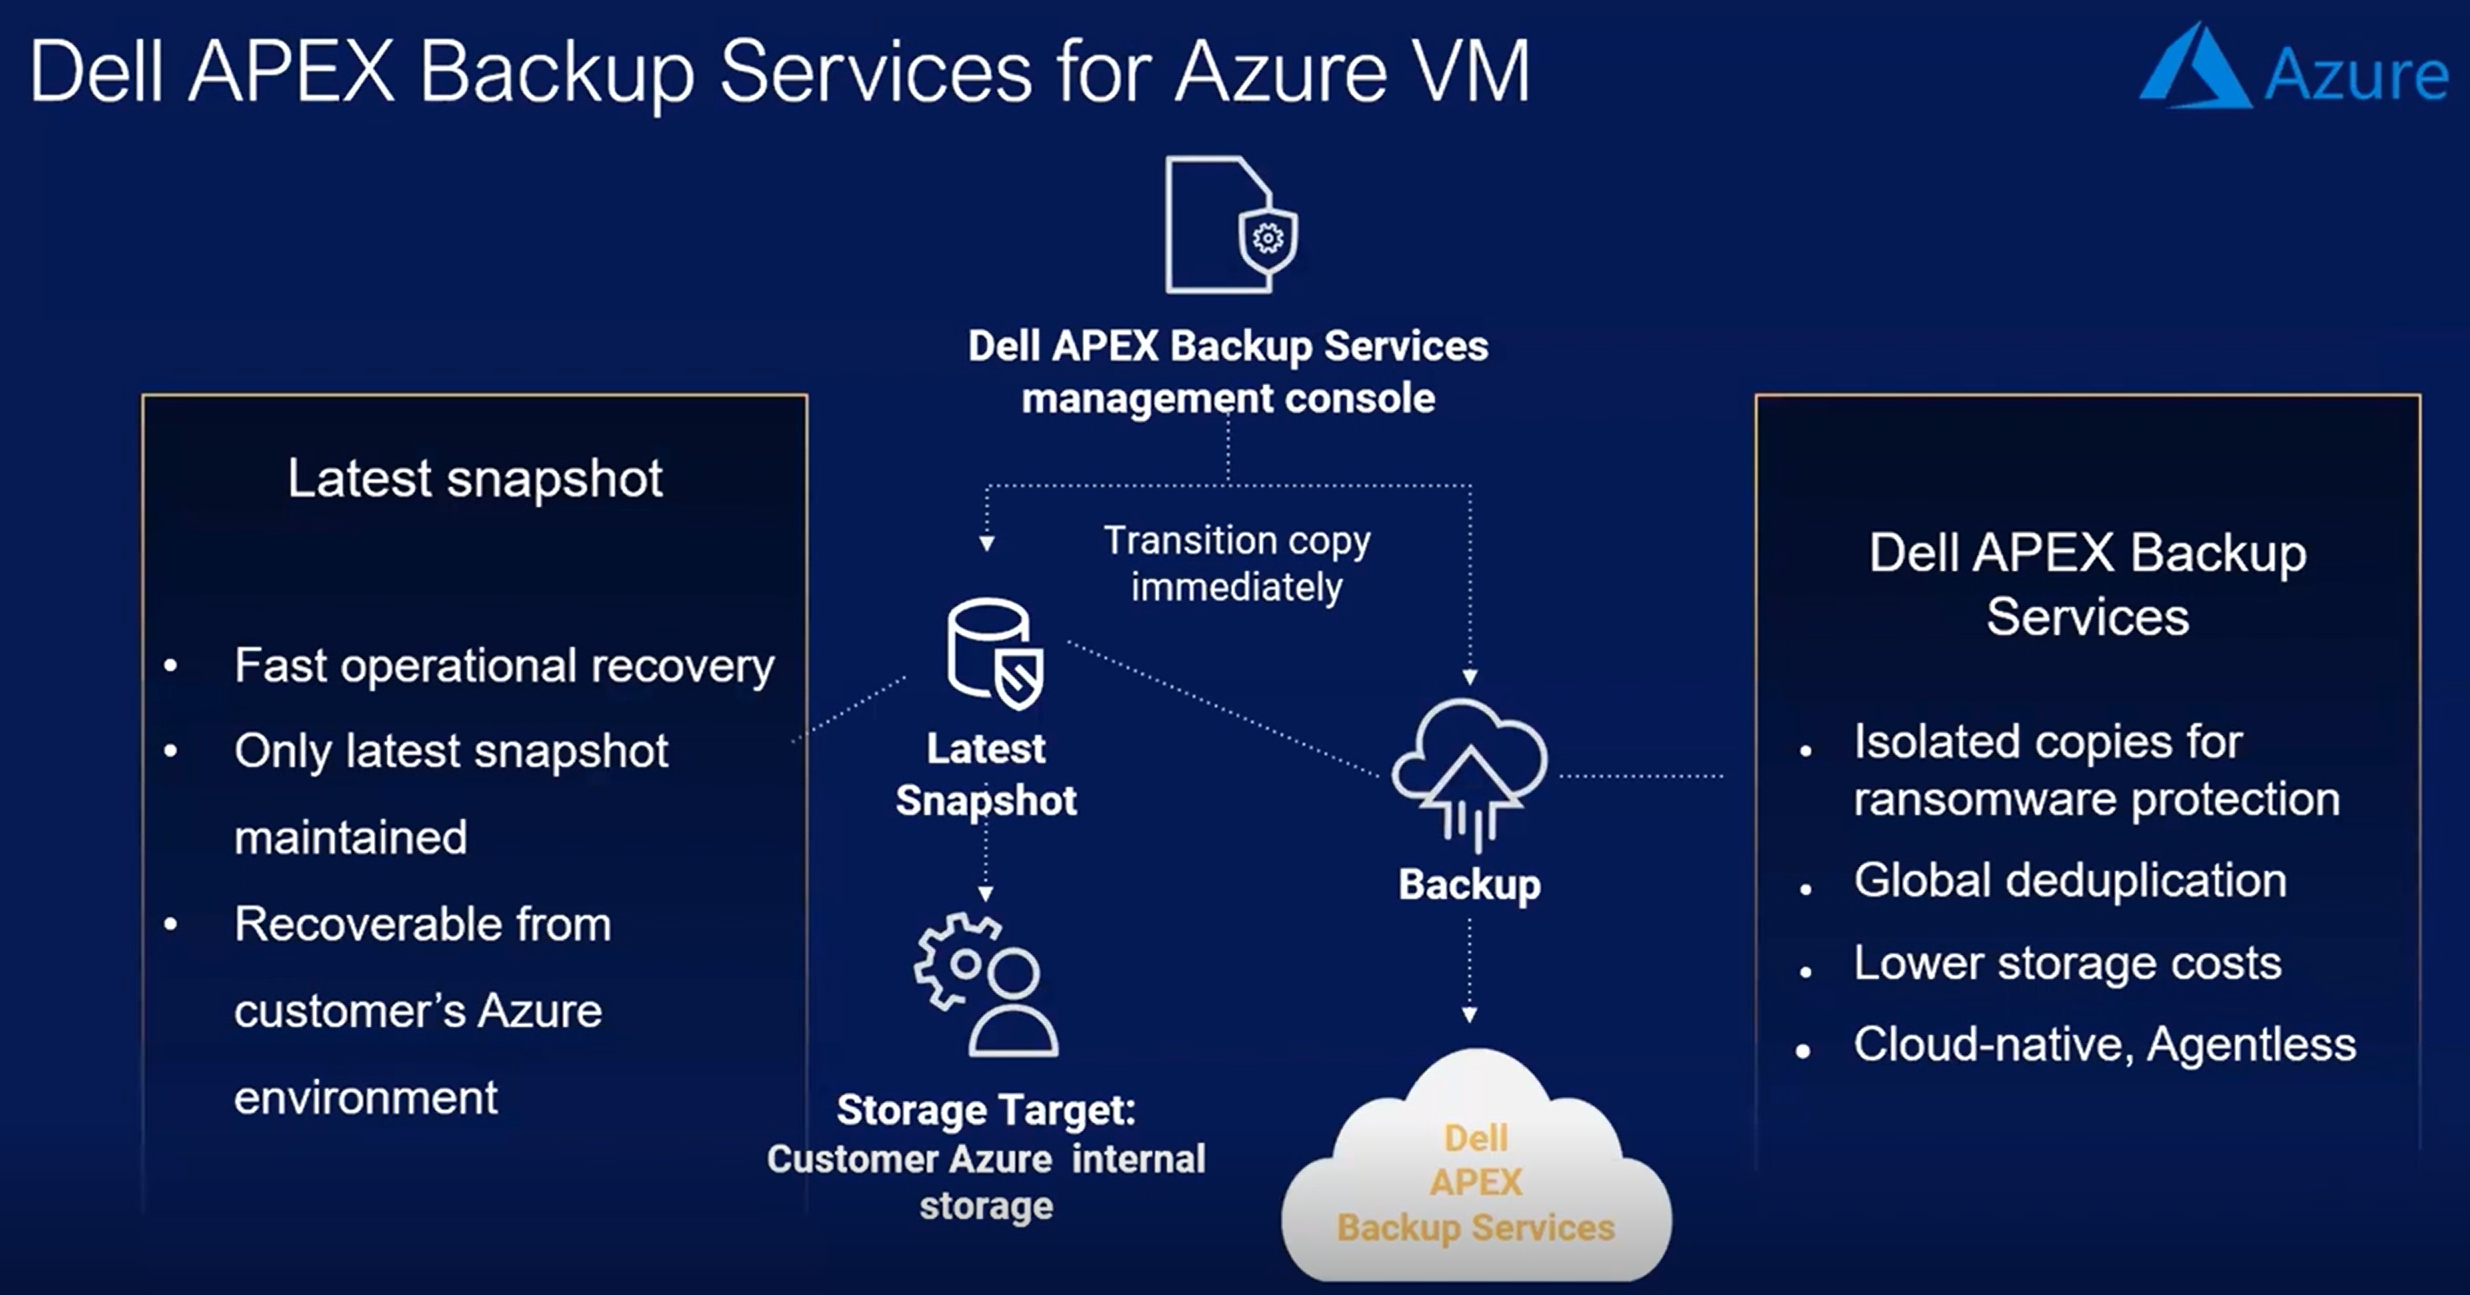 Dell APEX Backup Services for Azure VM
Azure
Dell APEX Backup Services
management console
Latest snapshot
• Fast operational recovery
• Only latest snapshot
maintained
• Recoverable from
customer’s Azure
environment
Transition copy
immediately
Latest
Snapshot
Storage Target:
Customer Azure internal
storage
Backup
Dell
APEX
Backup Services
Dell APEX Backup
Services
• Isolated copies for
ransomware protection
• Global deduplication
• Lower storage costs
• Cloud-native, Agentless